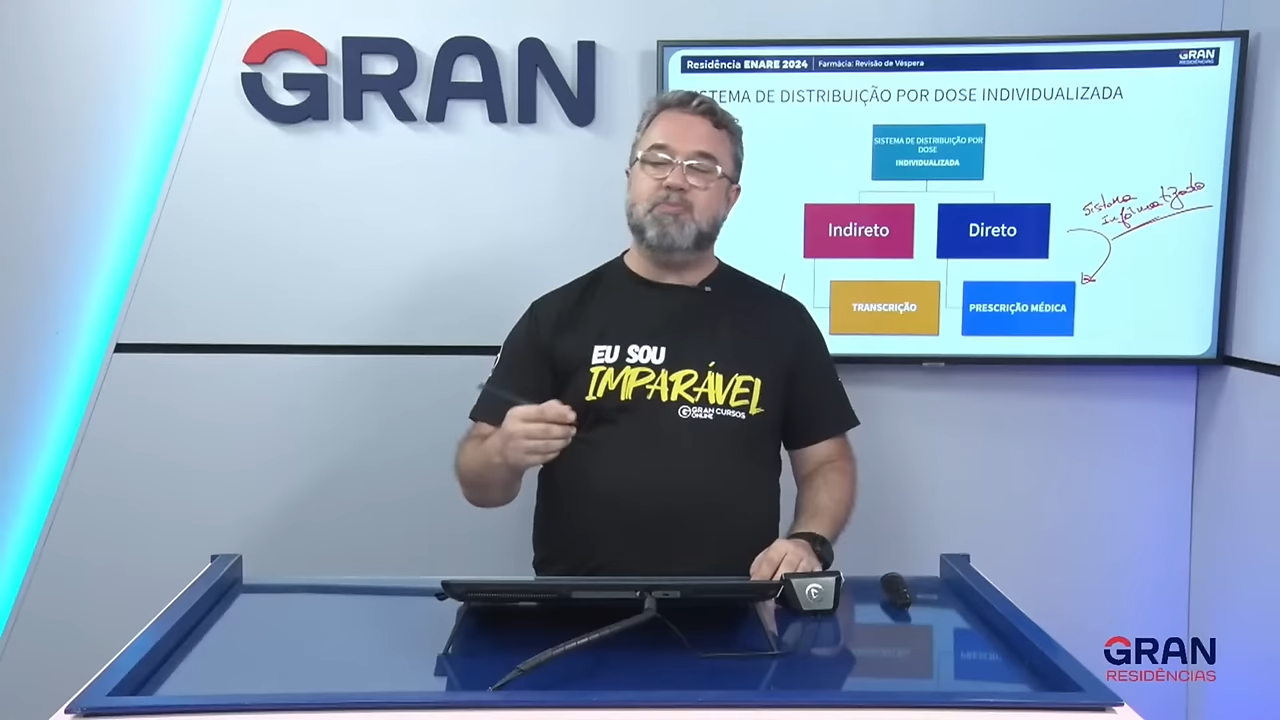 GRAN
Residência ENARE 2024 | Farmácia: Revisão de Véspera
GRAN
RESIDÊNCIAS
STEMA DE DISTRIBUIÇÃO POR DOSE INDIVIDUALIZADA
SISTEMA DE DISTRIBUIÇÃO POR
DOSE
INDIVIDUALIZADA
Indireto
Direto
Sistema
Informatizado
TRANSCRIÇÃO
PRESCRIÇÃO MÉDICA
EU SOU
IMPARÁVEL
GRAN CURSOS
ONLINE
GRAN
RESIDÊNCIAS